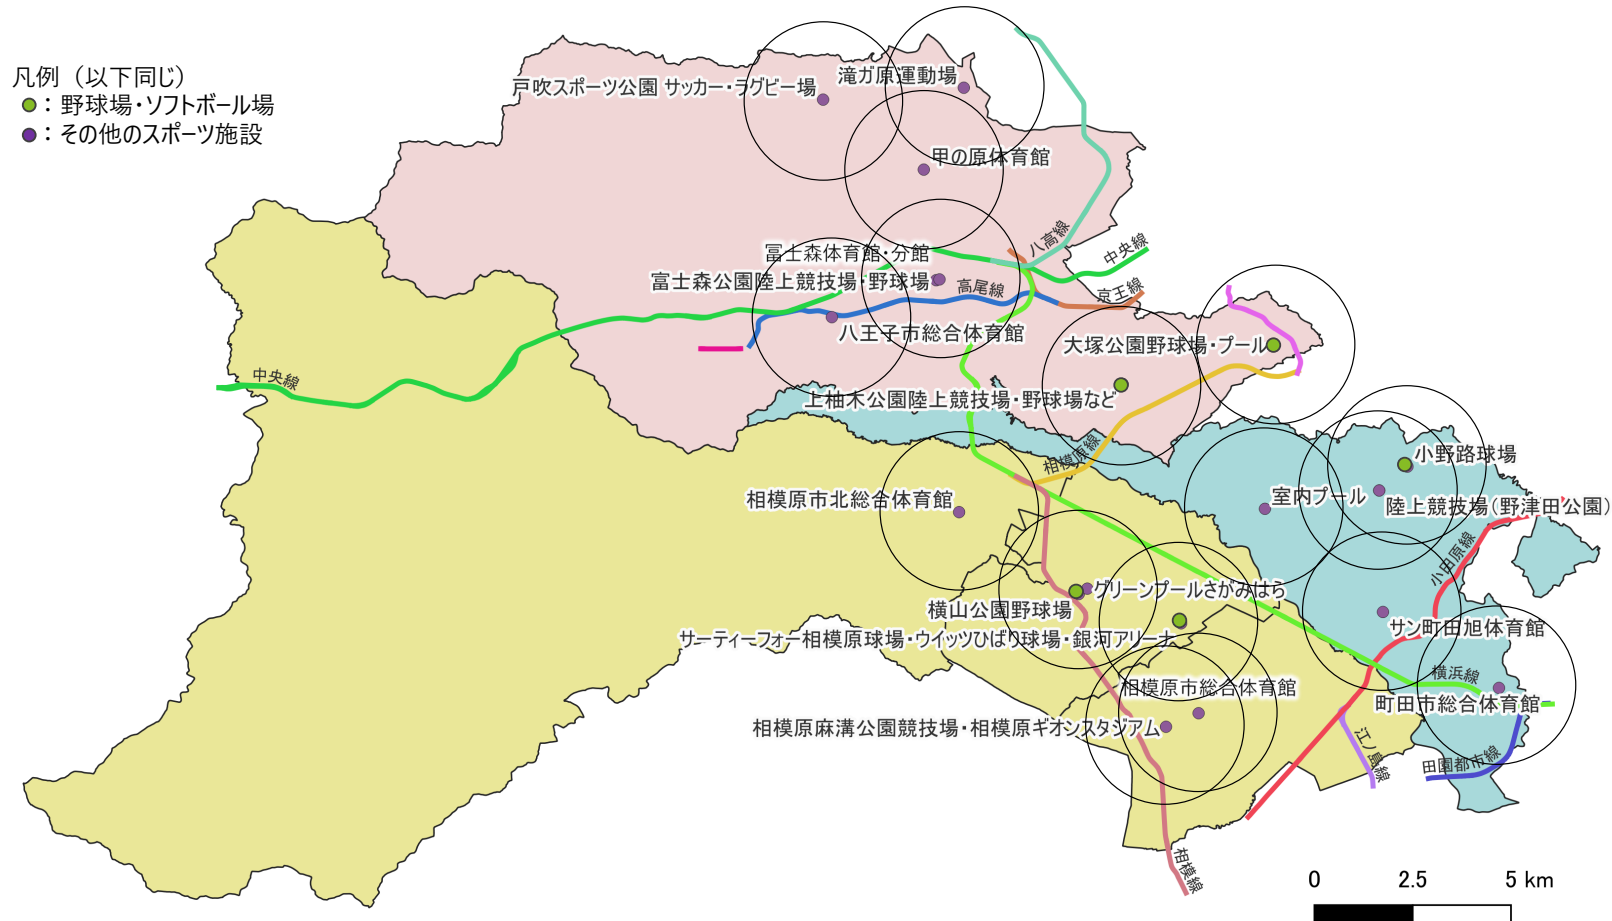 凡例（以下同じ）
：野球場・ソフトボール場
：その他のスポーツ施設
戸吹スポーツ公園 サッカー・ラグビー場
滝ガ原運動場
甲の原体育館
八高線
中央線
冨士森体育館・分館
富士森公園陸上競技場・野球場
高尾線
京王線
八王子市総合体育館
大塚公園野球場・プール
中央線
上柚木公園陸上競技場・野球場など
相模原線
小野路球場
相模原市北総合体育館
室内プール
陸上競技場（野津田公園）
小田原線
グリーンプールさがみはら
横山公園野球場
サン町田旭体育館
サーティーフォー相模原球場・ウイッツひばり球場・銀河アリーナ
横浜線
相模原市総合体育館
町田市総合体育館
相模原麻溝公園競技場・相模原ギオンスタジアム
江ノ島線
田園都市線
相模線
0 2.5 5 km